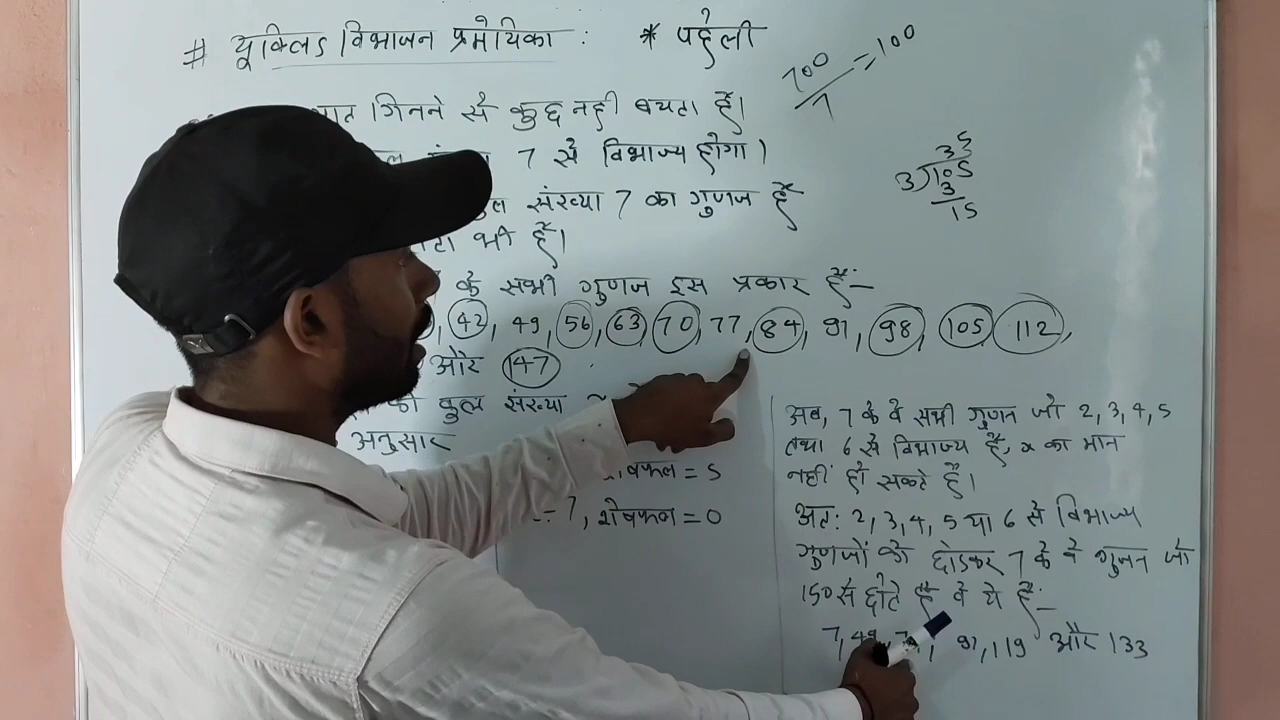 # यूक्लिड विभाजन प्रमेयिका : * पहेली
700/7 = 100
गिनने से कुछ नही बचता है।
7 से विभाज्य होगा।
संख्या 7 का गुणज है
भी है।
के सभी गुणज इस प्रकार हैं:-
42, 49, 56, 63, 70, 77, 84, 91, 98, 105 112,
और 147
कुल संख्या
अनुसार
= 5
7, शेषफल = 0
35
3)105
3
15
अब, 7 के वे सभी गुणज जो 2, 3, 4, 5
तथा 6 से विभाज्य हैं, x का मान
नहीं हो सकते हैं।
अत: 2, 3, 4, 5 या 6 से विभाज्य
गुणजों को छोडकर 7 के वे गुणज जो
150 से छोटे हैं वे ये हैं:-
7, 49, 91, 119 और 133